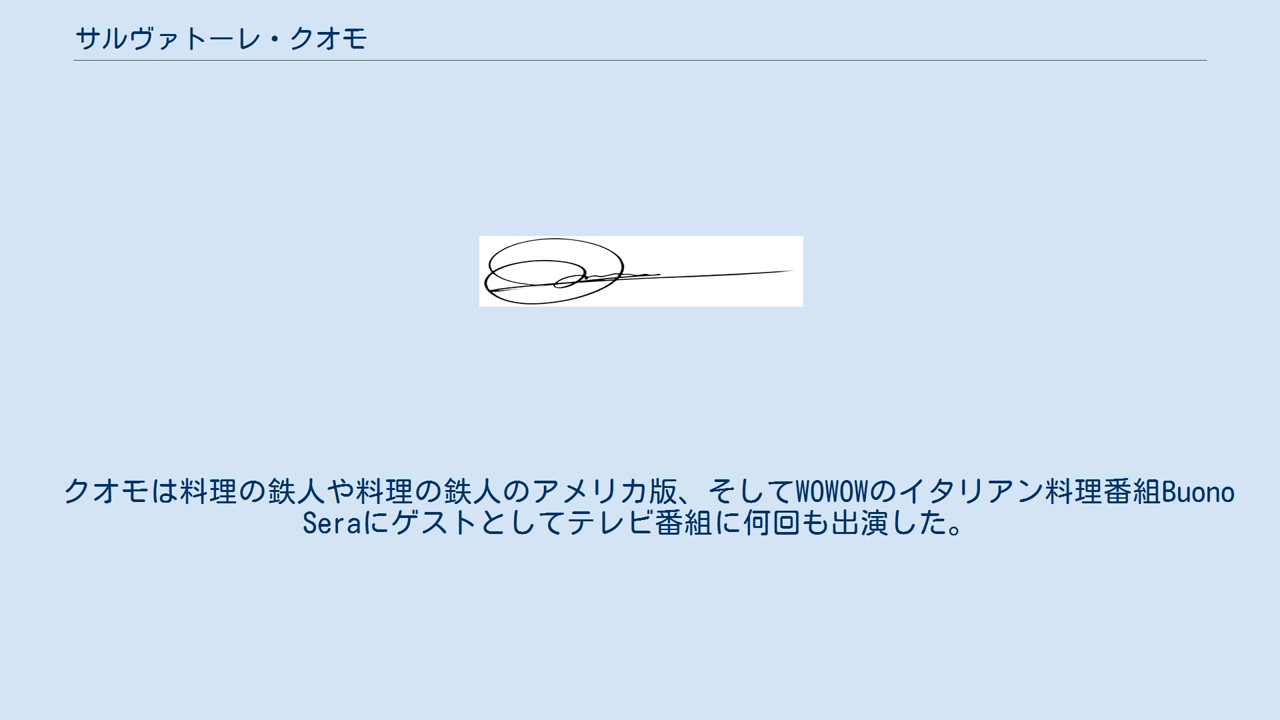 サルヴァトーレ・クオモ
クオモは料理の鉄人や料理の鉄人のアメリカ版、そしてWOWOWのイタリアン料理番組Buono
Seraにゲストとしてテレビ番組に何回も出演した。